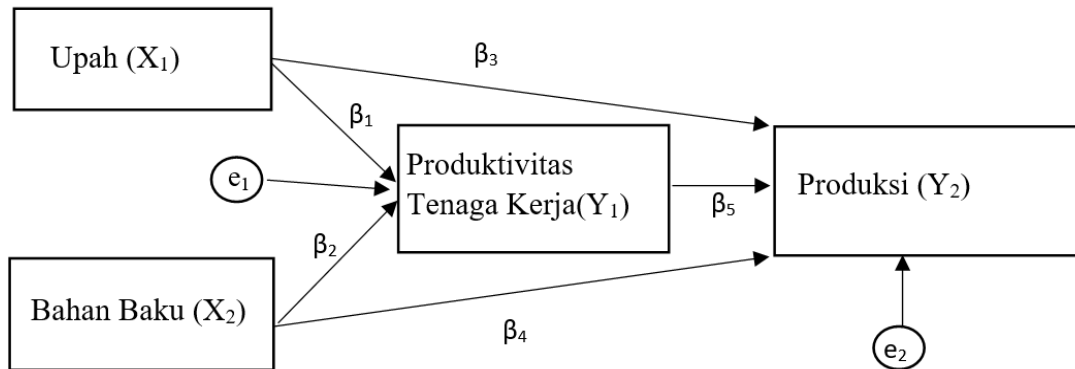 Upah (X₁)
β₃
β₁
e₁
Produktivitas
Tenaga Kerja(Y₁)
Produksi (Y₂)
β₅
β₂
Bahan Baku (X₂)
β₄
e₂